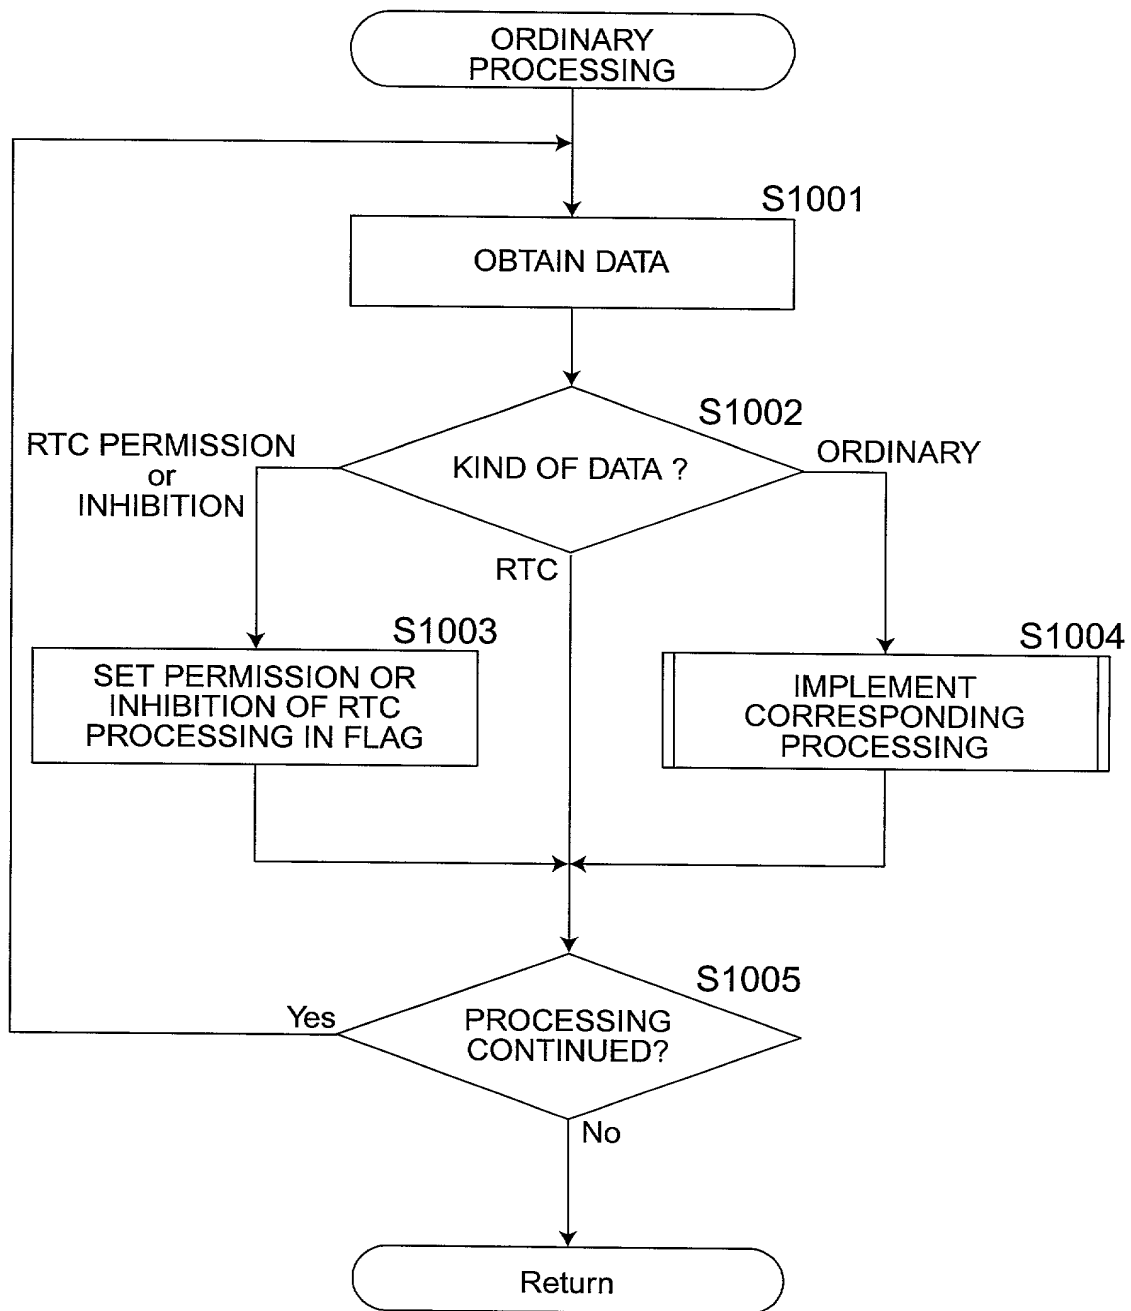 ORDINARY
PROCESSING
S1001
OBTAIN DATA
S1002
KIND OF DATA ?
RTC PERMISSION
or
INHIBITION
ORDINARY
RTC
S1003
SET PERMISSION OR
INHIBITION OF RTC
PROCESSING IN FLAG
S1004
IMPLEMENT
CORRESPONDING
PROCESSING
S1005
PROCESSING
CONTINUED?
Yes
No
Return